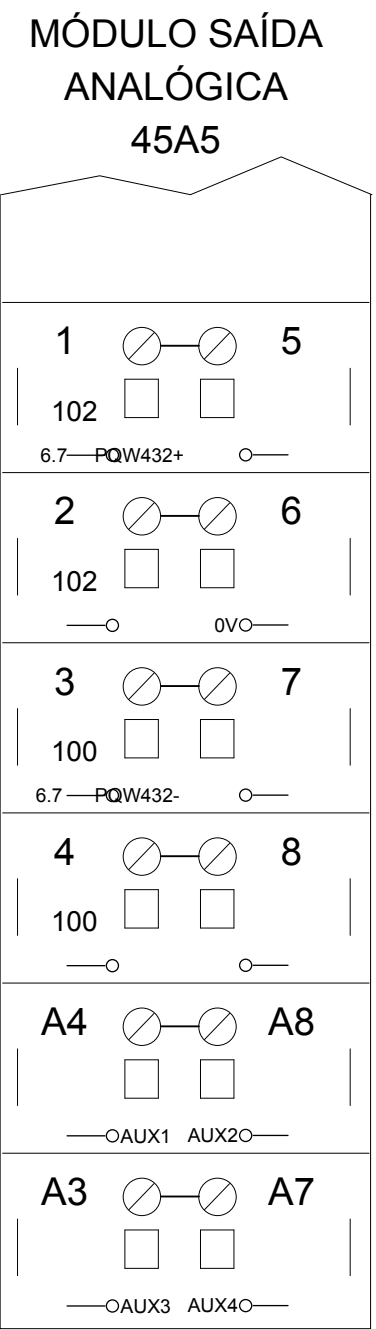 MÓDULO SAÍDA
ANALÓGICA
45A5
1 5
102
6.7 PQW432+
2 6
102
0V
3 7
100
6.7 PQW432-
4 8
100
A4 A8
AUX1 AUX2
A3 A7
AUX3 AUX4